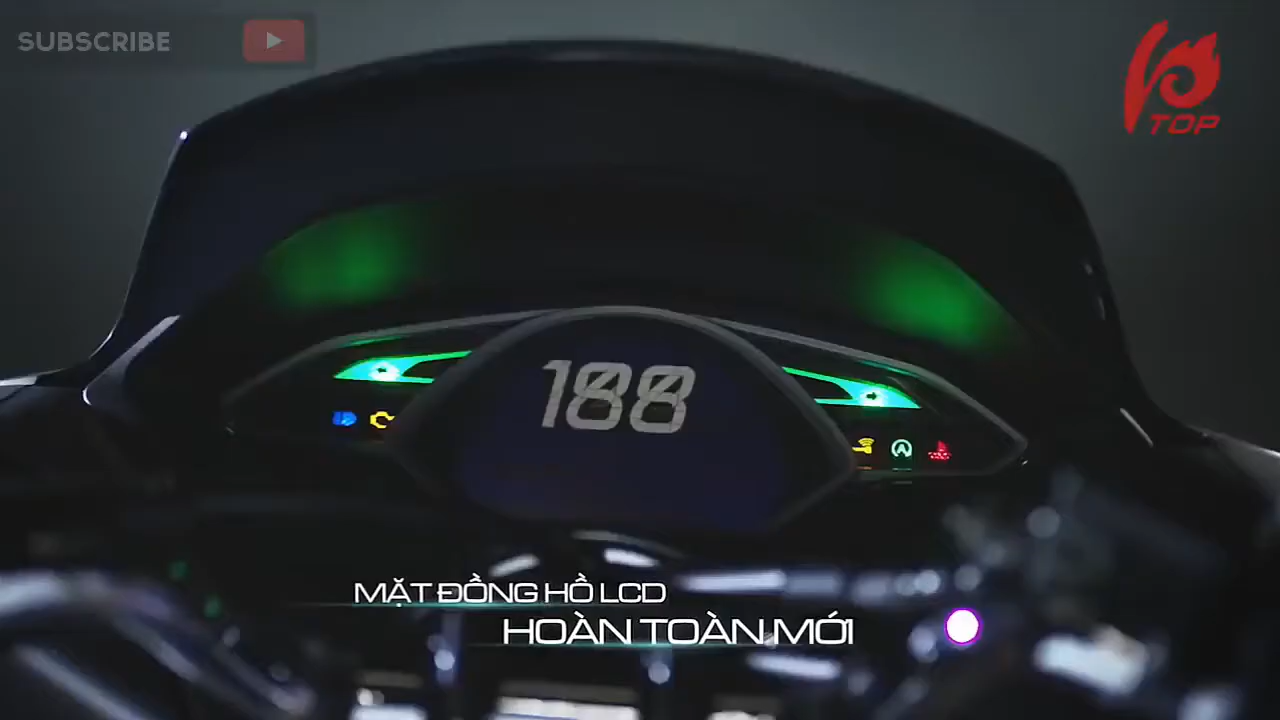 SUBSCRIBE
TOP
188
MẶT ĐỒNG HỒ LCD
HOÀN TOÀN MỚI